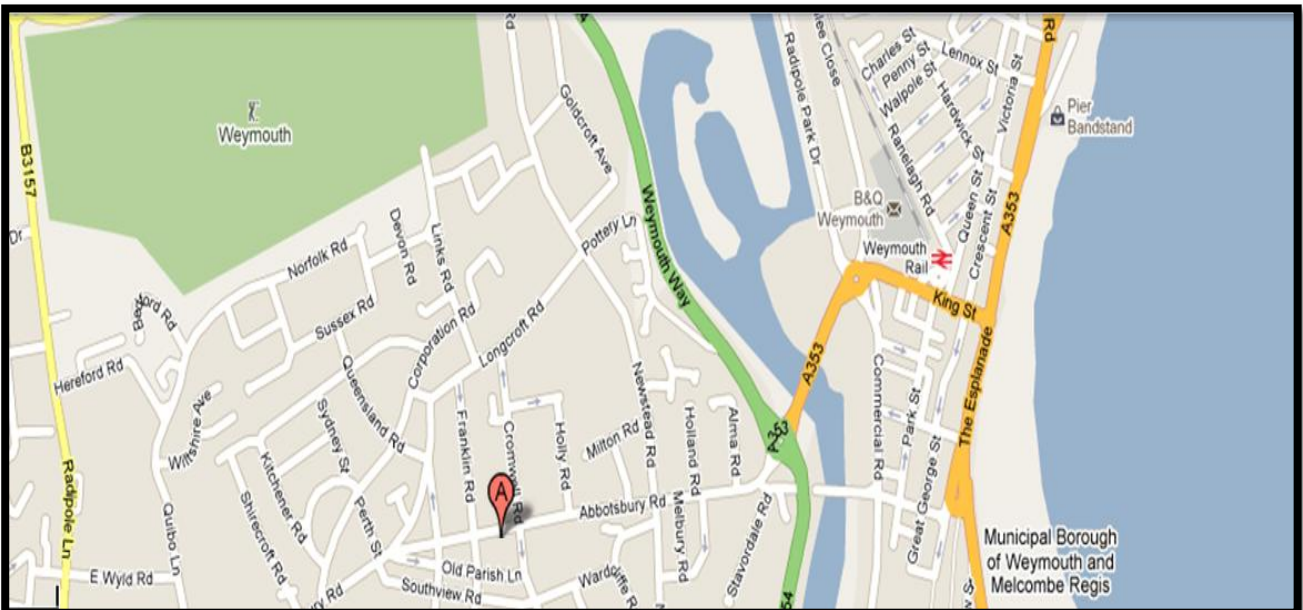 Rd
Mee Close
Radipole Park Dr
Charles St
Penny St
Walpole St
Lennox St
Hardwick St
Victoria St
Rd
Pier
Bandstand
Weymouth
B3157
Goldcroft Ave
Weymouth Way
Ranelagh Rd
B&Q
Weymouth
Queen St
Crescent St
A353
Dr
Devon Rd
Links Rd
Pottery Ln
Norfolk Rd
Weymouth
Rail
King St
Bedford Rd
Sussex Rd
Corporation Rd
Longcroft Rd
Hereford Rd
Queensland Rd
Newstead Rd
A353
Commercial Rd
Park St
The Esplanade
Wiltshire Ave
Sydney St
Franklin Rd
Cromwell Rd
Holly Rd
Milton Rd
Holland Rd
Alma Rd
Great George St
Radipole Ln
Kitchener Rd
Perth St
A
Abbotsbury Rd
Melbury Rd
Stavordale Rd
Quibo Ln
Shirecroft Rd
Old Parish Ln
Southview Rd
E Wyld Rd
Municipal Borough
of Weymouth and
Melcombe Regis
54